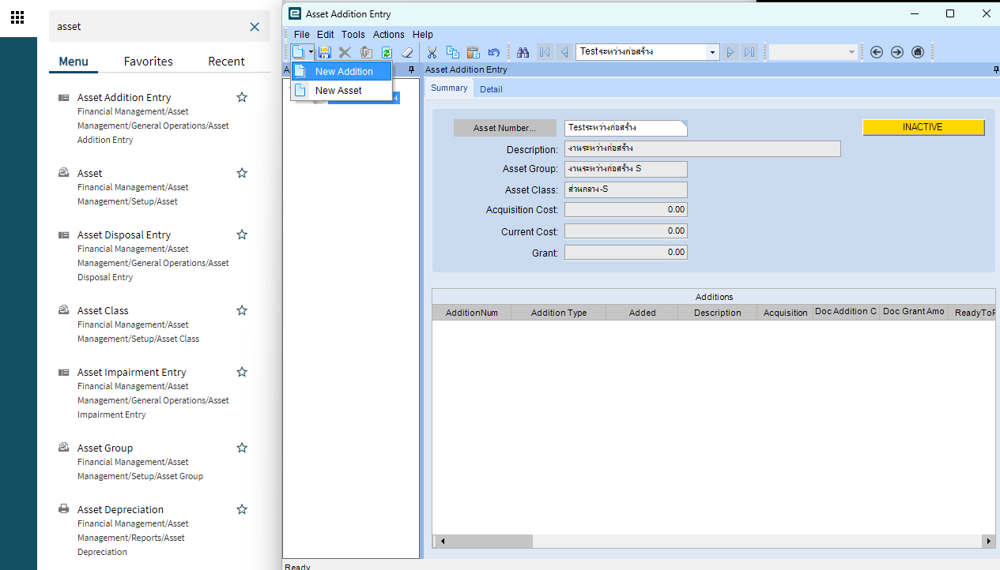 asset
Menu
Favorites
Recent
Asset Addition Entry
Financial Management/Asset
Management/General Operations/Asset
Addition Entry
Asset
Financial Management/Asset
Management/Setup/Asset
Asset Disposal Entry
Financial Management/Asset
Management/General Operations/Asset
Disposal Entry
Asset Class
Financial Management/Asset
Management/Setup/Asset Class
Asset Impairment Entry
Financial Management/Asset
Management/General Operations/Asset
Impairment Entry
Asset Group
Financial Management/Asset
Management/Setup/Asset Group
Asset Depreciation
Financial Management/Asset
Management/Reports/Asset
Depreciation
Asset Addition Entry
File Edit Tools Actions Help
Testระหว่างก่อสร้าง
New Addition
New Asset
Asset Addition Entry
Summary Detail
Asset Number... Testระหว่างก่อสร้าง INACTIVE
Description: งานระหว่างก่อสร้าง
Asset Group: งานระหว่างก่อสร้าง S
Asset Class: ส่วนกลาง-S
Acquisition Cost: 0.00
Current Cost: 0.00
Grant: 0.00
Additions
AdditionNum Addition Type Added Description Acquisition Doc Addition C Doc Grant Amo ReadyToP
Ready